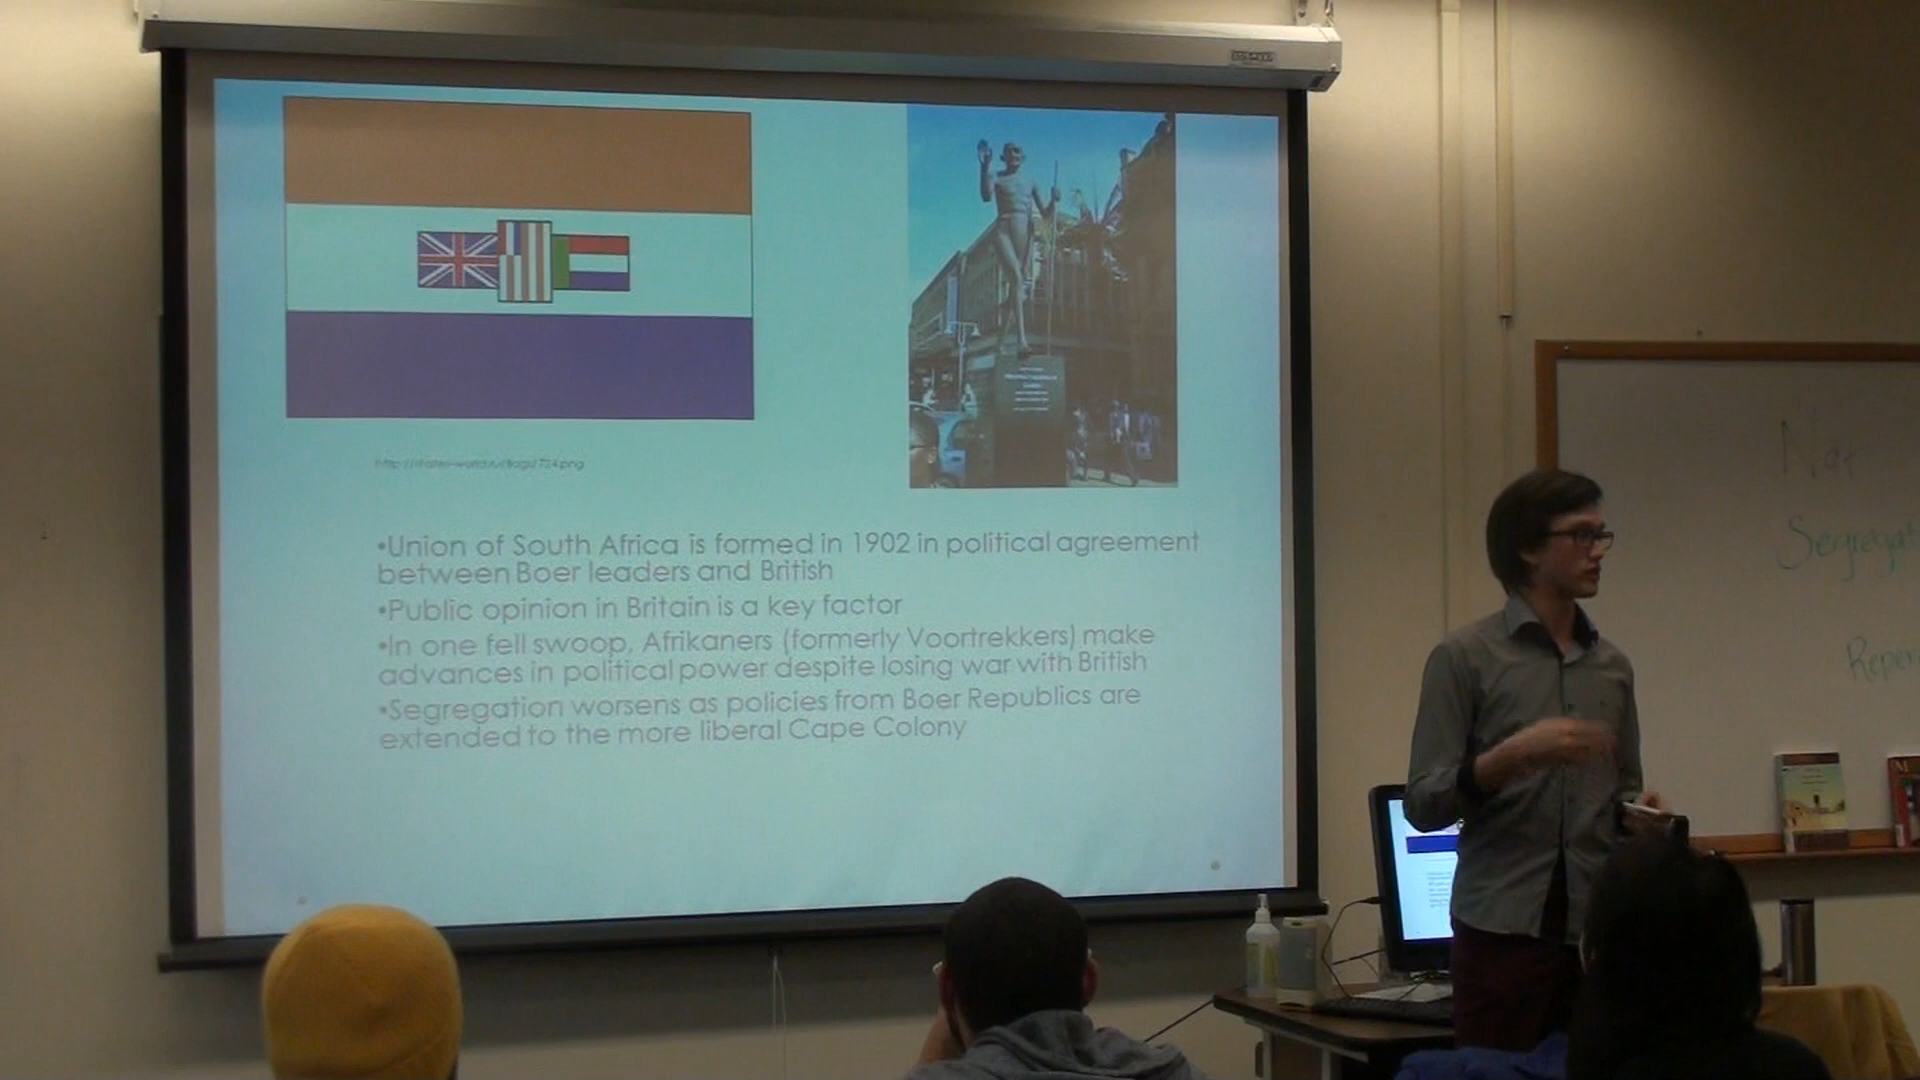 •Union of South Africa is formed in 1902 in political agreement
between Boer leaders and British
•Public opinion in Britain is a key factor
•In one fell swoop, Afrikaners (formerly Voortrekkers) make
advances in political power despite losing war with British
•Segregation worsens as policies from Boer Republics are
extended to the more liberal Cape Colony
Not
Segregat
Reper